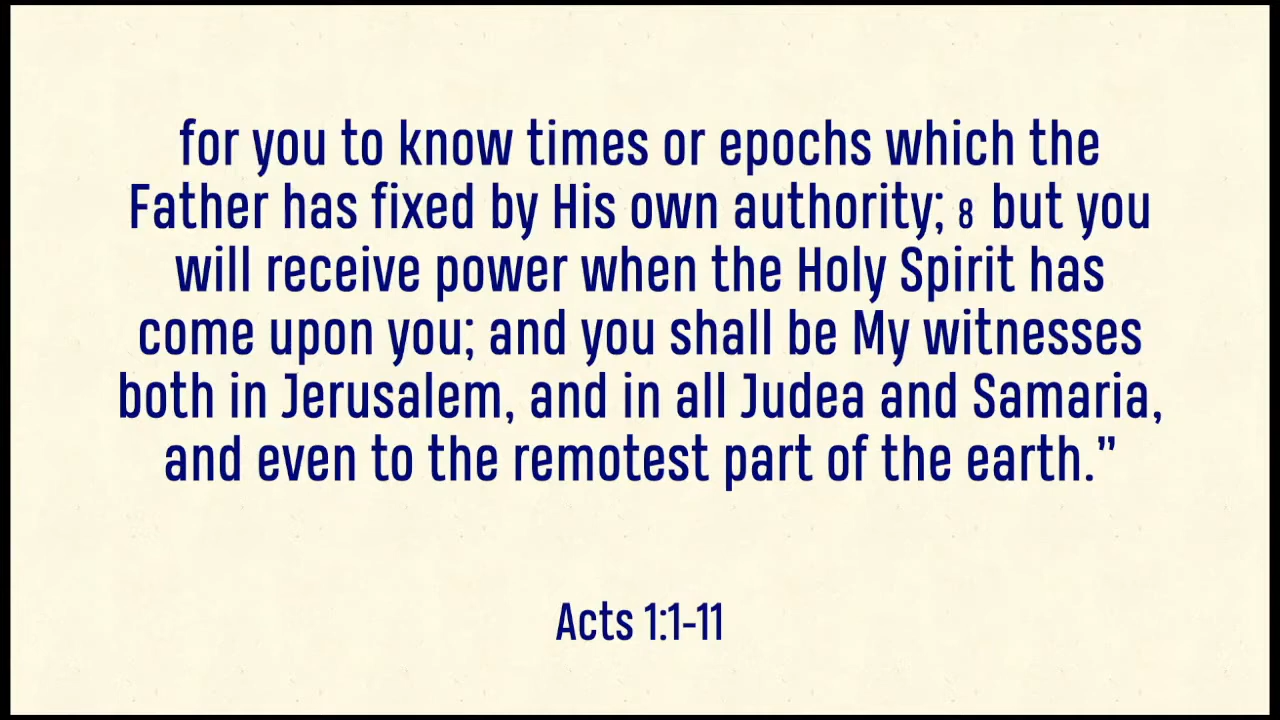 for you to know times or epochs which the
Father has fixed by His own authority; 8 but you
will receive power when the Holy Spirit has
come upon you; and you shall be My witnesses
both in Jerusalem, and in all Judea and Samaria,
and even to the remotest part of the earth.”
Acts 1:1-11